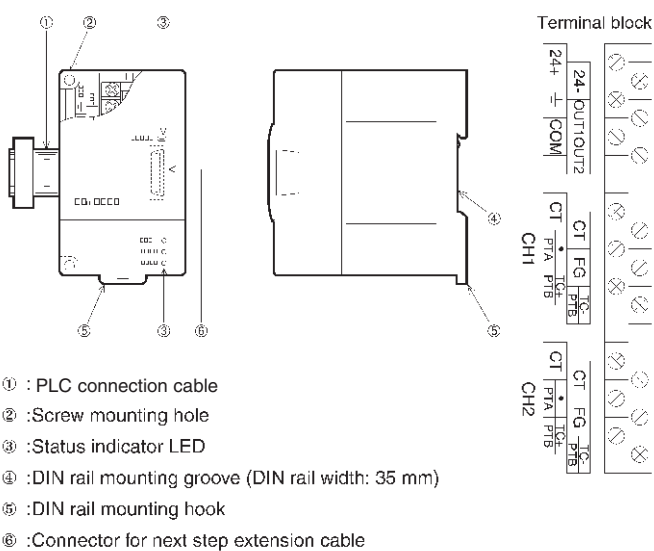 ① ② ③ Terminal block
24+ ⏚ COM
24- OUT1 OUT2
④
CT • PTA TC+ PTB
CT FG TC- PTB
CH1
⑤ ③ ⑥ ⑤
CT • PTA TC+ PTB
CT FG TC- PTB
CH2
① : PLC connection cable
② :Screw mounting hole
③ :Status indicator LED
④ :DIN rail mounting groove (DIN rail width: 35 mm)
⑤ :DIN rail mounting hook
⑥ :Connector for next step extension cable